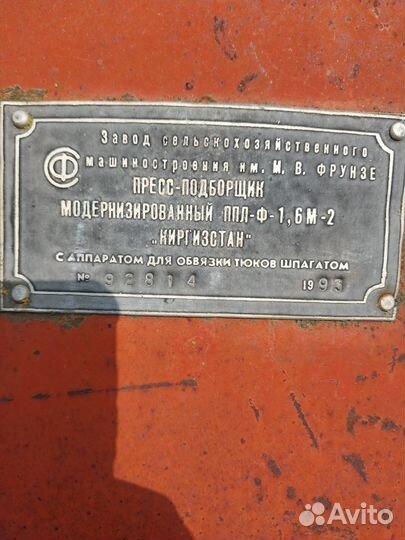 Завод сельскохозяйственного
машиностроения им. М. В. ФРУНЗЕ
ПРЕСС-ПОДБОРЩИК
МОДЕРНИЗИРОВАННЫЙ ППЛ-Ф-1,6М-2
„КИРГИЗСТАН"
С АППАРАТОМ ДЛЯ ОБВЯЗКИ ТЮКОВ ШПАГАТОМ
№ 92814 1993
Avito